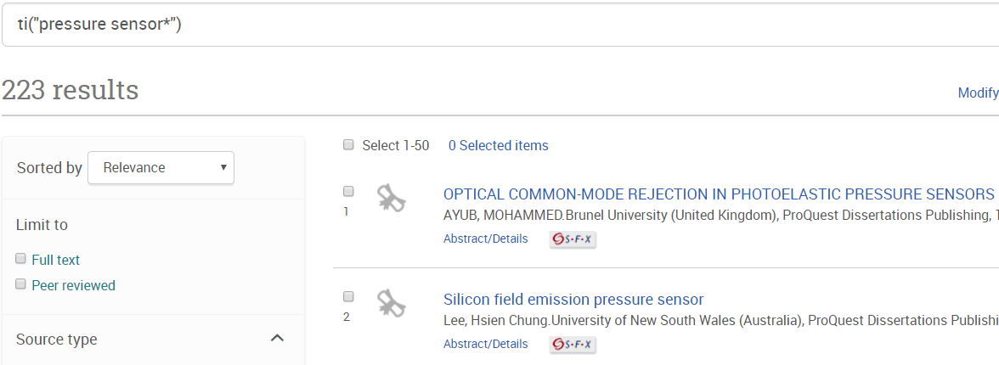 ti("pressure sensor*")
223 results
Modify
Sorted by Relevance
Select 1-50 0 Selected items
Limit to
Full text
Peer reviewed
Source type
1
OPTICAL COMMON-MODE REJECTION IN PHOTOELASTIC PRESSURE SENSORS
AYUB, MOHAMMED.Brunel University (United Kingdom), ProQuest Dissertations Publishing,
Abstract/Details S·F·X
2
Silicon field emission pressure sensor
Lee, Hsien Chung.University of New South Wales (Australia), ProQuest Dissertations Publishi
Abstract/Details S·F·X